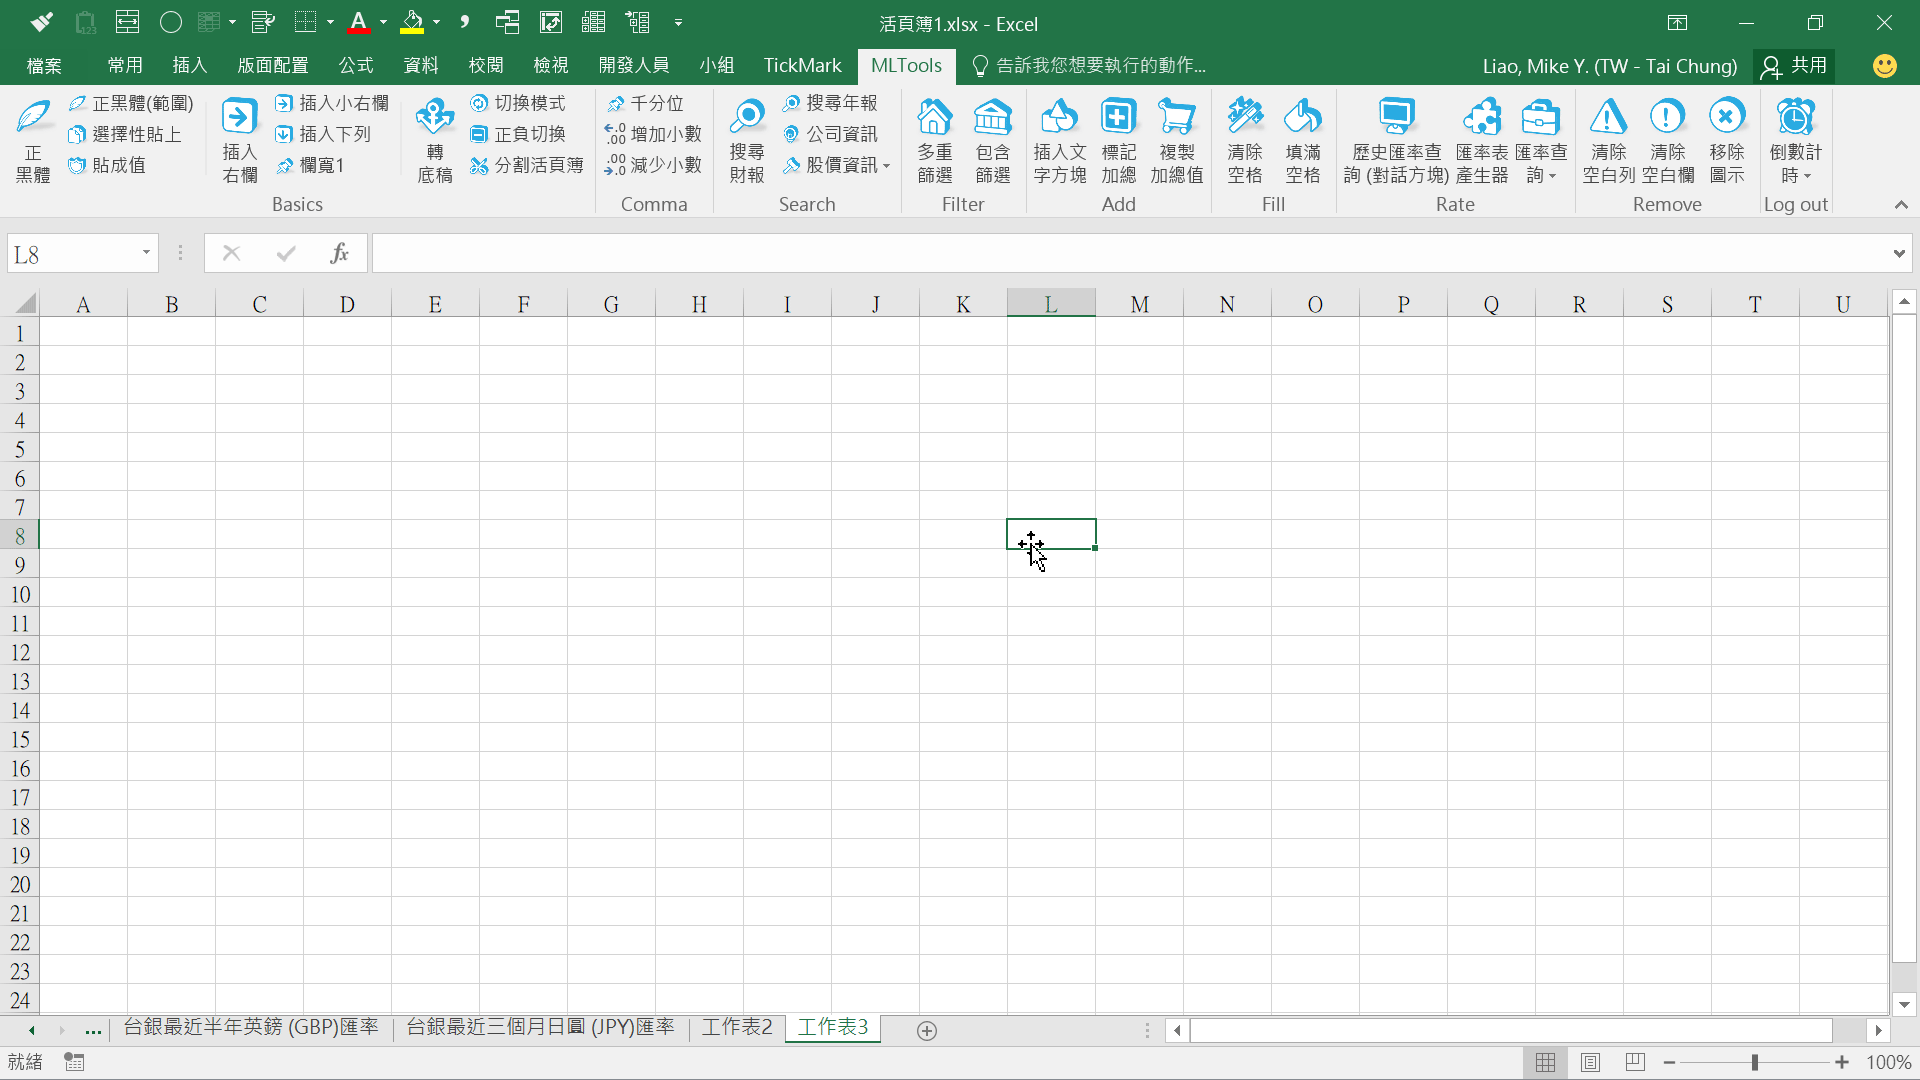 活頁簿1.xlsx - Excel
檔案 常用 插入 版面配置 公式 資料 校閱 檢視 開發人員 小組 TickMark MLTools 告訴我您想要執行的動作... Liao, Mike Y. (TW - Tai Chung) 共用
正
黑體
正黑體(範圍)
選擇性貼上
貼成值
插入
右欄
插入小右欄
插入下列
欄寬1
轉
底稿
切換模式
正負切換
分割活頁簿
Basics
千分位
增加小數
減少小數
Comma
搜尋
財報
搜尋年報
公司資訊
股價資訊
Search
多重
篩選
包含
篩選
Filter
插入文
字方塊
標記
加總
複製
加總值
Add
清除
空格
填滿
空格
Fill
歷史匯率查
詢 (對話方塊)
匯率表
產生器
匯率查
詢
Rate
清除
空白列
清除
空白欄
移除
圖示
Remove
倒數計
時
Log out
L8 fx
A B C D E F G H I J K L M N O P Q R S T U
1
2
3
4
5
6
7
8
9
10
11
12
13
14
15
16
17
18
19
20
21
22
23
24
... 台銀最近半年英鎊 (GBP)匯率 台銀最近三個月日圓 (JPY)匯率 工作表2 工作表3
就緒 100%